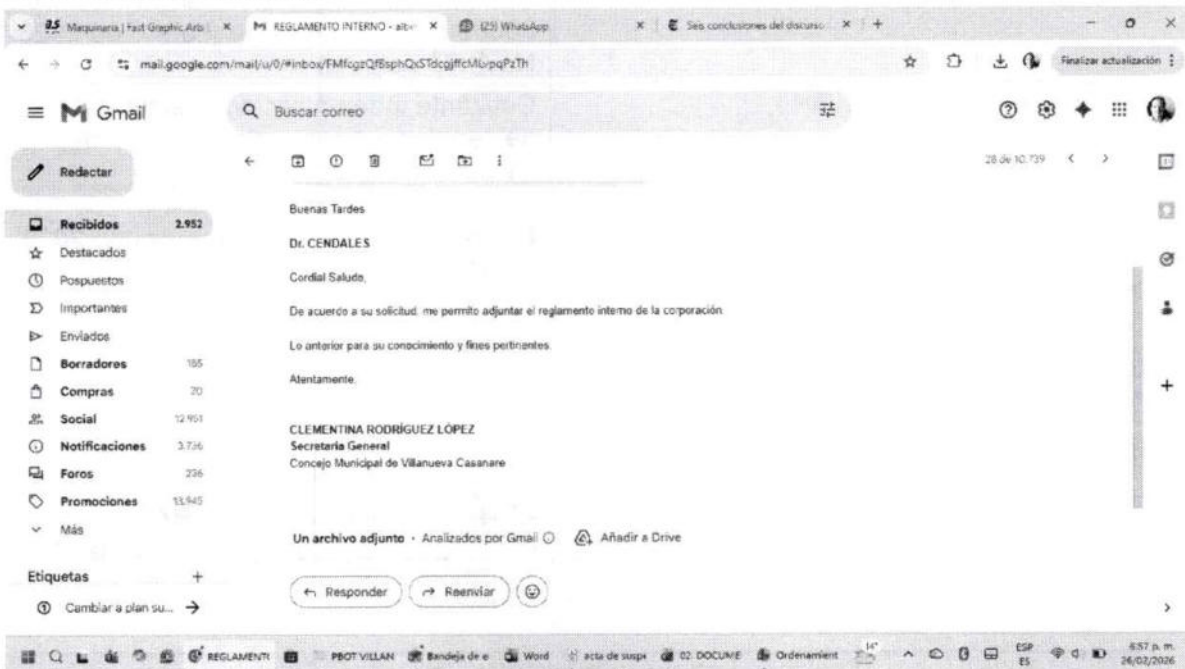 Maquinaria | Fast Graphic Arts
REGLAMENTO INTERNO - albe
(25) WhatsApp
Seis conclusiones del discurso
mail.google.com/mail/u/0/#inbox/
Finalizar actualización
Gmail
Buscar correo
Redactar
28 de 10.739
Recibidos 2.952
Destacados
Pospuestos
Importantes
Enviados
Borradores 185
Compras 20
Social 12.951
Notificaciones 3.736
Foros 236
Promociones 13.945
Más
Etiquetas
Cambiar a plan su...
Buenas Tardes
Dr. CENDALES
Cordial Saludo,
De acuerdo a su solicitud, me permito adjuntar el reglamento interno de la corporación.
Lo anterior para su conocimiento y fines pertinentes.
Atentamente,
CLEMENTINA RODRÍGUEZ LÓPEZ
Secretaria General
Concejo Municipal de Villanueva Casanare
Un archivo adjunto • Analizados por Gmail
Añadir a Drive
Responder
Reenviar
REGLAMENTO
PBOT VILLAN
Bandeja de e
Word
acta de suspe
02. DOCUME
Ordenamient
14°
ESP
ES
6:57 p. m.
24/02/2026